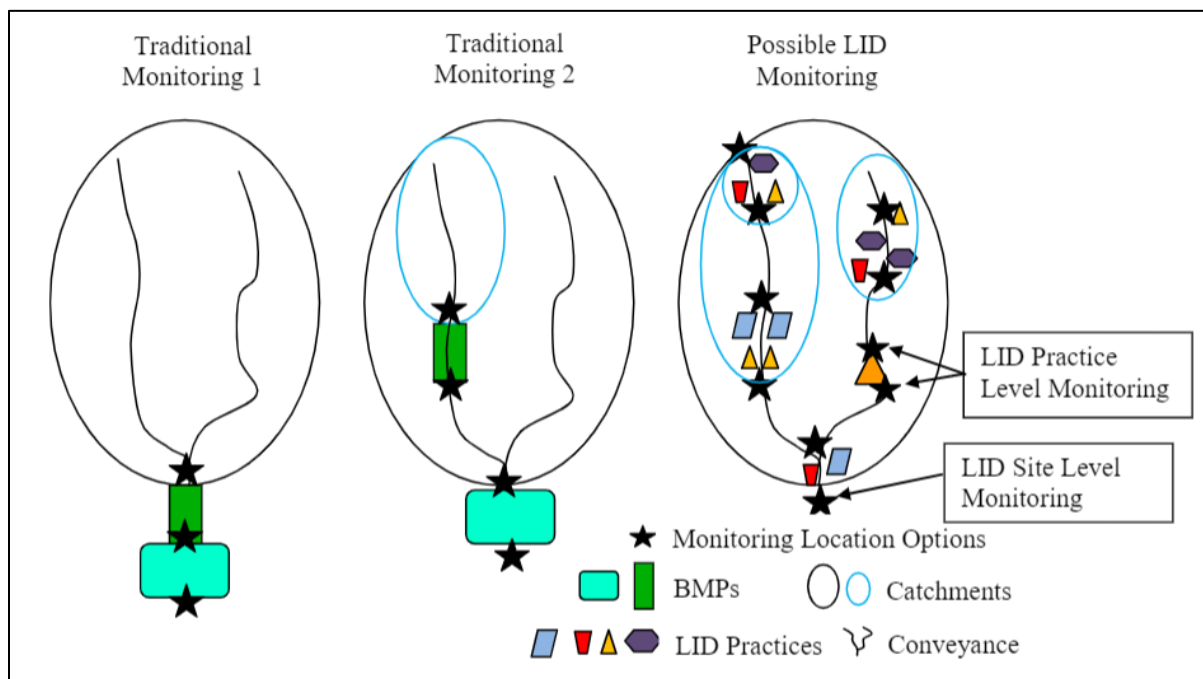 Traditional
Monitoring 1
Traditional
Monitoring 2
Possible LID
Monitoring
LID Practice
Level Monitoring
LID Site Level
Monitoring
Monitoring Location Options
BMPs
Catchments
LID Practices
Conveyance